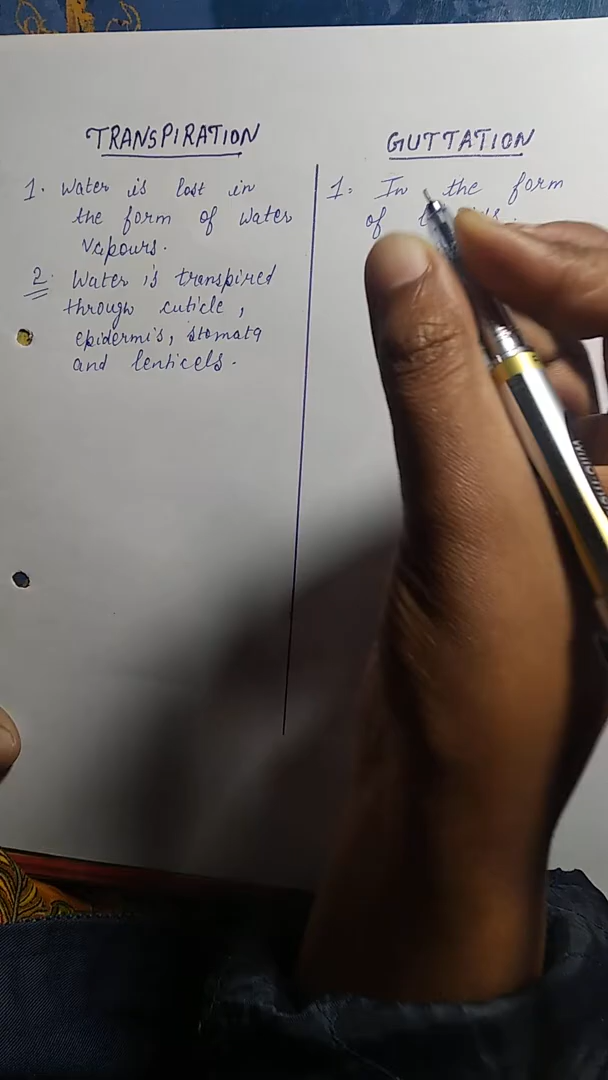 TRANSPIRATION
1. Water is lost in
the form of water
vapours.
2. Water is transpired
through cuticle,
epidermis, stomata
and lenticels.
GUTTATION
1. In the form
of